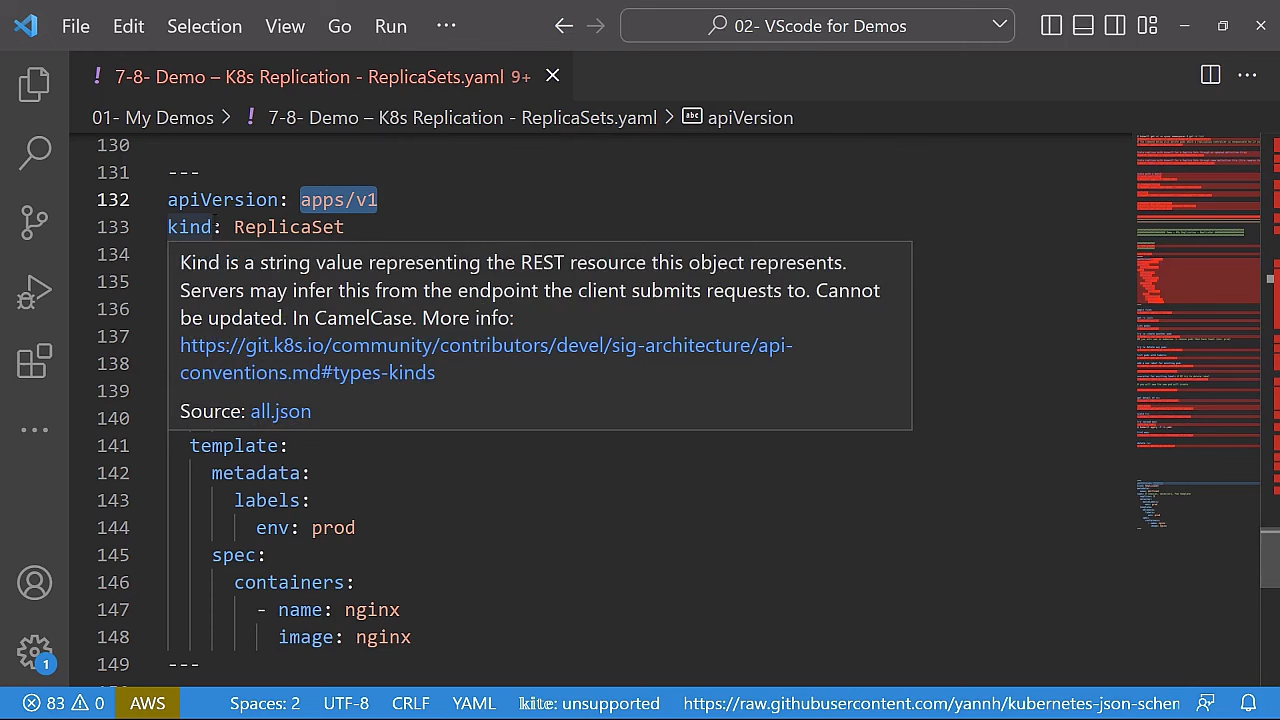 File Edit Selection View Go Run ··· 02- VScode for Demos
! 7-8- Demo – K8s Replication - ReplicaSets.yaml 9+
01- My Demos > ! 7-8- Demo – K8s Replication - ReplicaSets.yaml > abc apiVersion
130
131 ---
132 apiVersion: apps/v1
133 kind: ReplicaSet
134
135
136
137
138
139
140
Kind is a string value representing the REST resource this object represents.
Servers may infer this from the endpoint the client submits requests to. Cannot
be updated. In CamelCase. More info:
https://git.k8s.io/community/contributors/devel/sig-architecture/api-
conventions.md#types-kinds
Source: all.json
141 template:
142 metadata:
143 labels:
144 env: prod
145 spec:
146 containers:
147 - name: nginx
148 image: nginx
149 ---
1
83 0 AWS Spaces: 2 UTF-8 CRLF YAML kite: unsupported https://raw.githubusercontent.com/yannh/kubernetes-json-schen